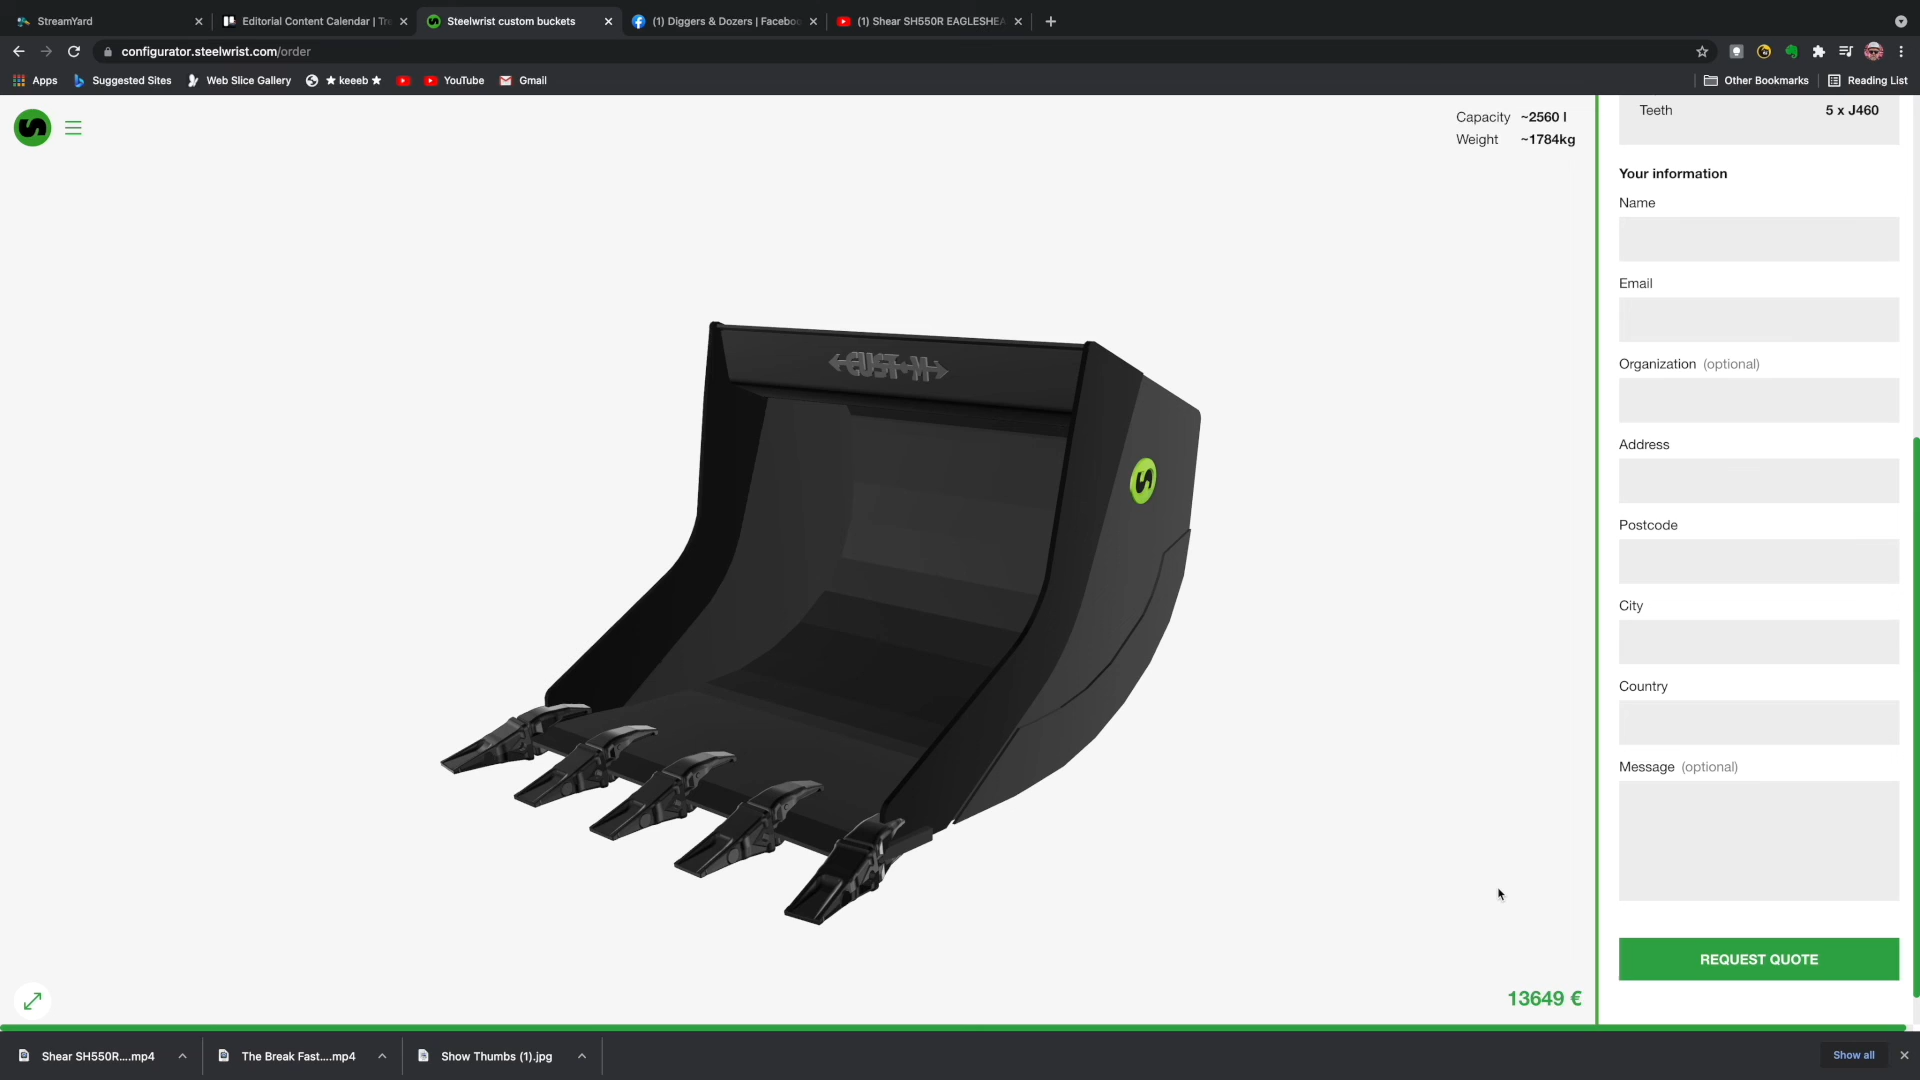 StreamYard
Editorial Content Calendar | Tre
Steelwrist custom buckets
(1) Diggers & Dozers | Faceboo
(1) Shear SH550R EAGLESHEA
configurator.steelwrist.com/order
Apps
Suggested Sites
Web Slice Gallery
★ keeeb ★
YouTube
Gmail
Other Bookmarks
Reading List
Capacity ~2560 l
Weight ~1784kg
Teeth 5 x J460
Your information
Name
Email
Organization (optional)
Address
Postcode
City
Country
Message (optional)
REQUEST QUOTE
CUST+M
13649 €
Shear SH550R....mp4
The Break Fast....mp4
Show Thumbs (1).jpg
Show all